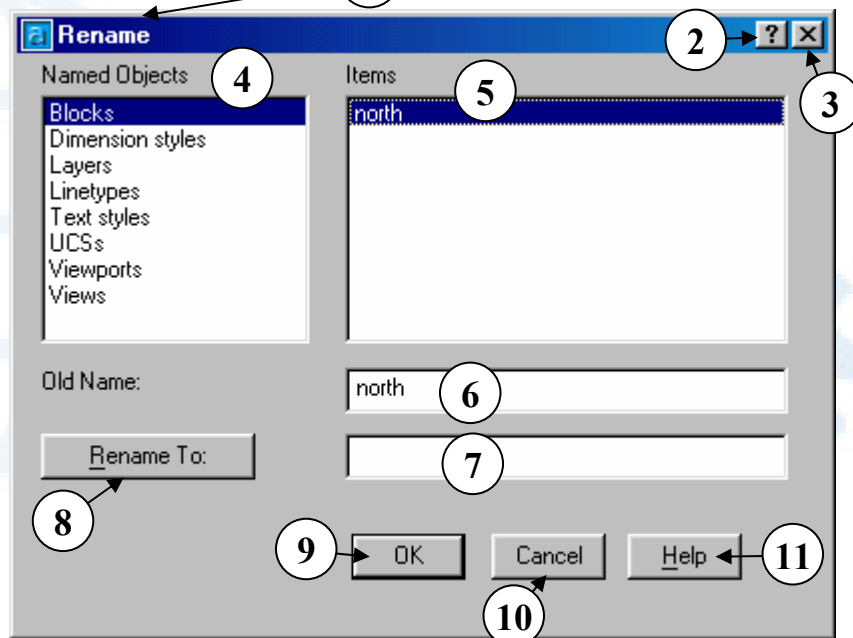 Rename
2
?
3
Named Objects
4
Items
5
Blocks
Dimension styles
Layers
Linetypes
Text styles
UCSs
Viewports
Views
north
Old Name:
north
6
Rename To:
7
8
9
OK
Cancel
Help
10
11